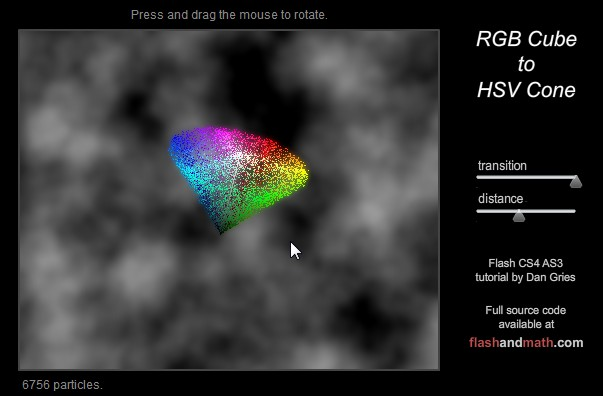 Press and drag the mouse to rotate.
RGB Cube
to
HSV Cone
transition
distance
Flash CS4 AS3
tutorial by Dan Gries
Full source code
available at
flashandmath.com
6756 particles.